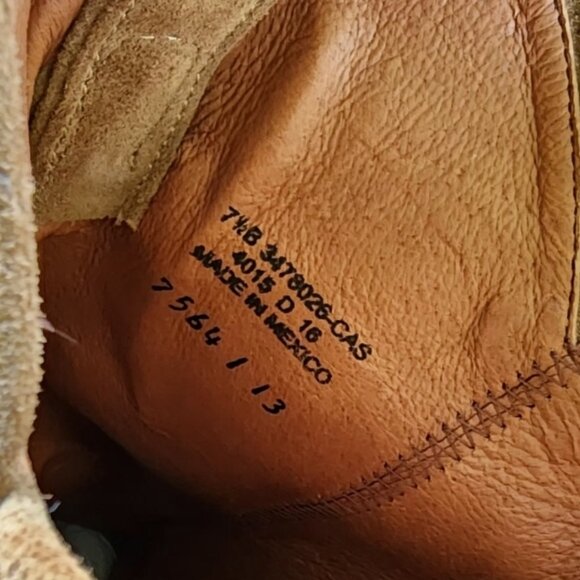 7½B 3478026-CAS
4015 D 16
MADE IN MEXICO
7564 / 13